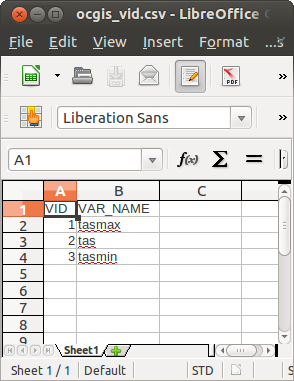 ocgis_vid.csv - LibreOffice C
File Edit View Insert Format ...s
PDF
Liberation Sans
A1 f(x) Σ =
A B C
1 VID VAR_NAME
2 1 tasmax
3 2 tas
4 3 tasmin
5
6
7
8
9
Sheet1
Sheet 1 / 1 Default STD